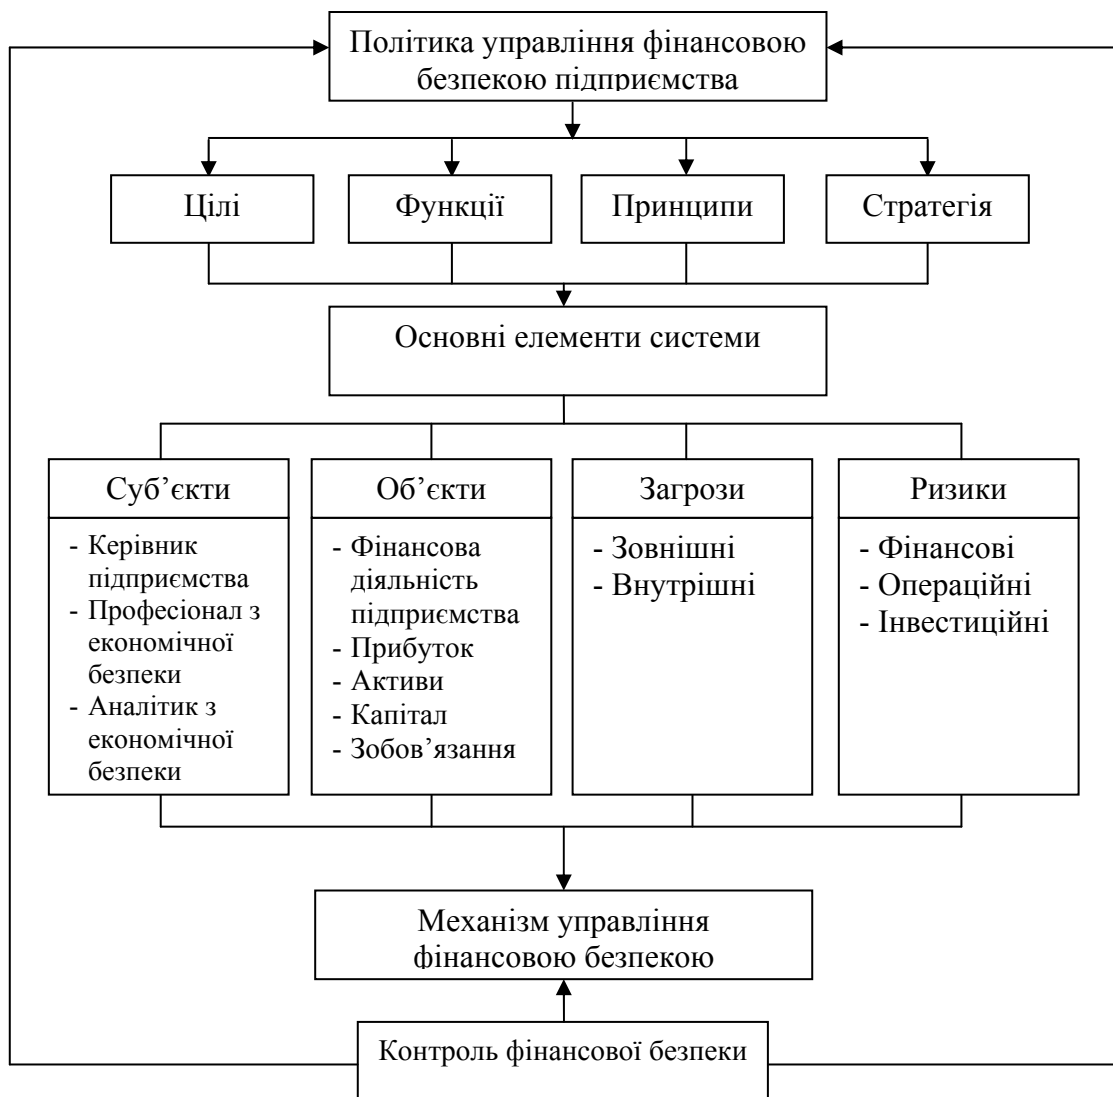 Політика управління фінансовою
безпекою підприємства
Цілі
Функції
Принципи
Стратегія
Основні елементи системи
Суб’єкти
- Керівник
підприємства
- Професіонал з
економічної
безпеки
- Аналітик з
економічної
безпеки
Об’єкти
- Фінансова
діяльність
підприємства
- Прибуток
- Активи
- Капітал
- Зобов’язання
Загрози
- Зовнішні
- Внутрішні
Ризики
- Фінансові
- Операційні
- Інвестиційні
Механізм управління
фінансовою безпекою
Контроль фінансової безпеки